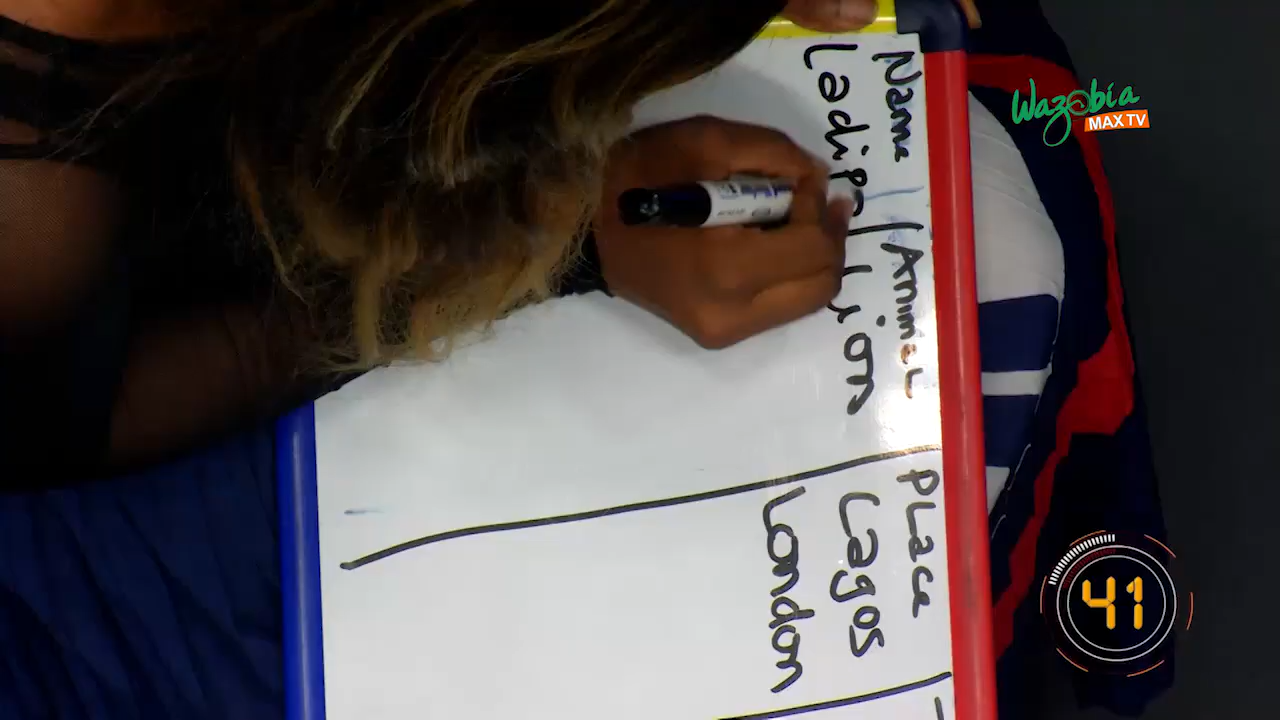 Name | Animal Place
Ladipo | Lion Lagos
London
Wazobia
MAX TV
41